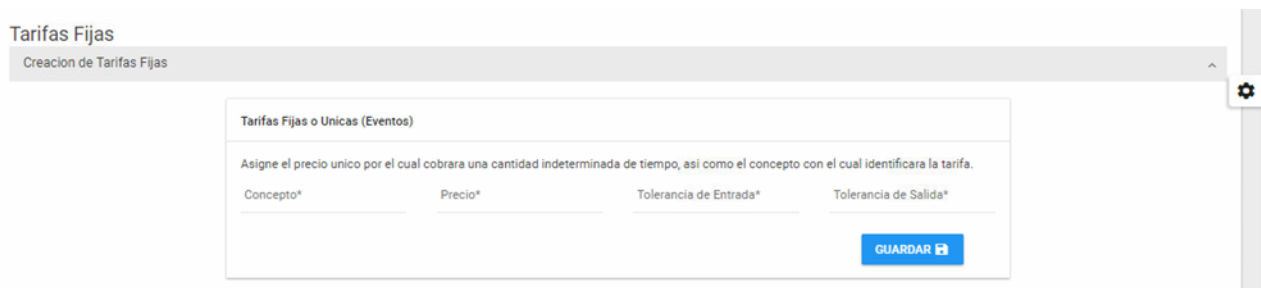 Tarifas Fijas
Creacion de Tarifas Fijas
Tarifas Fijas o Unicas (Eventos)
Asigne el precio unico por el cual cobrara una cantidad indeterminada de tiempo, asi como el concepto con el cual identificara la tarifa.
Concepto* Precio* Tolerancia de Entrada* Tolerancia de Salida*
GUARDAR